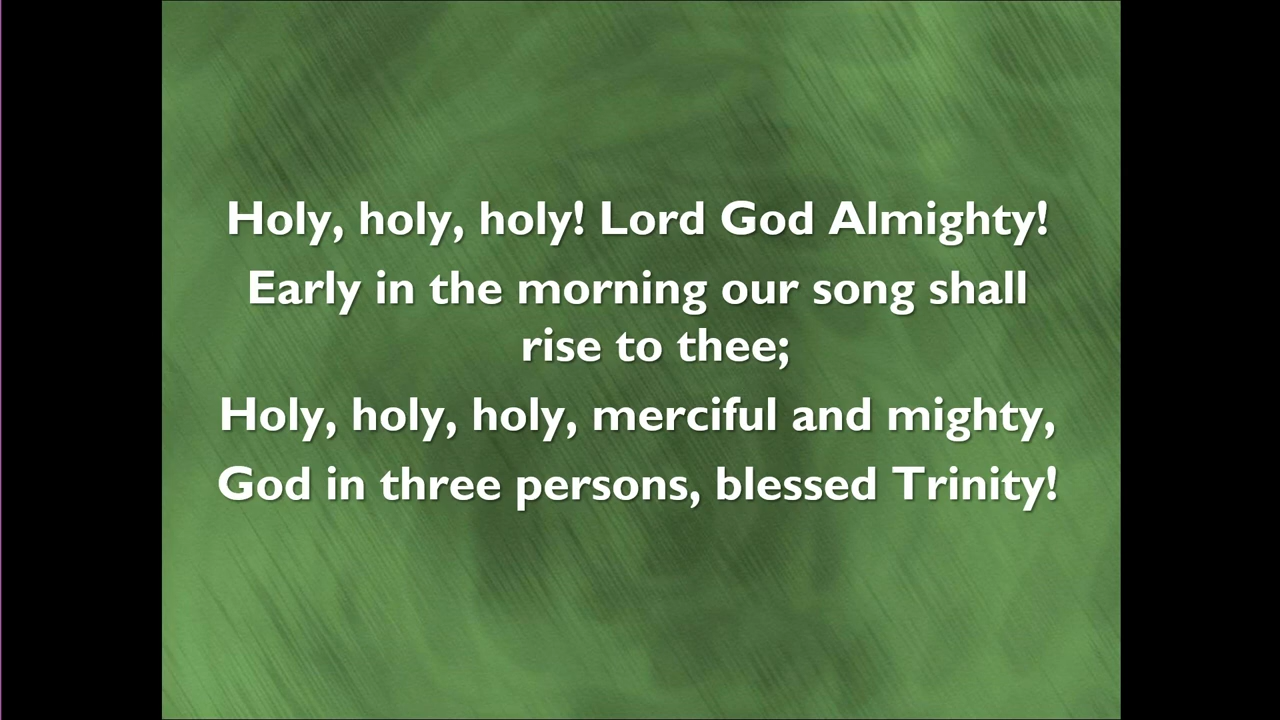 Holy, holy, holy! Lord God Almighty!
Early in the morning our song shall
rise to thee;
Holy, holy, holy, merciful and mighty,
God in three persons, blessed Trinity!